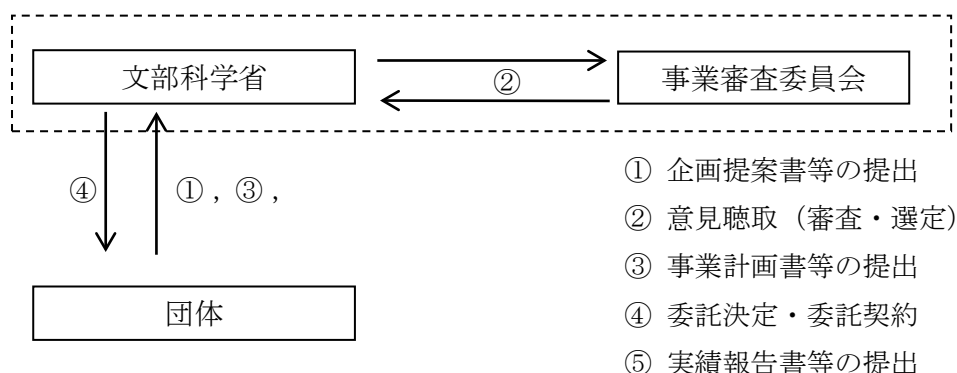 文部科学省
②
事業審査委員会
④
①，③，
団体
① 企画提案書等の提出
② 意見聴取（審査・選定）
③ 事業計画書等の提出
④ 委託決定・委託契約
⑤ 実績報告書等の提出